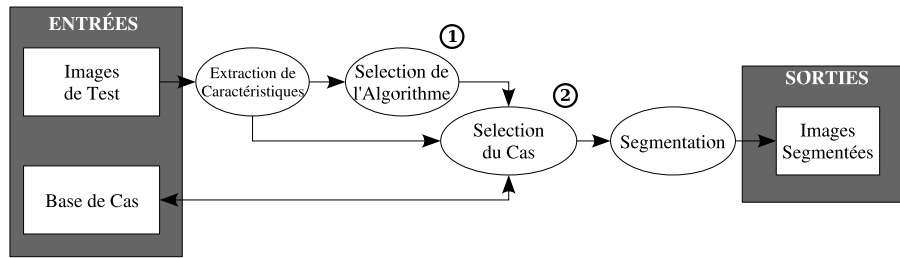 ENTRÉES
Images
de Test
Extraction de
Caractéristiques
1
Selection de
l'Algorithme
2
Selection
du Cas
Segmentation
SORTIES
Images
Segmentées
Base de Cas